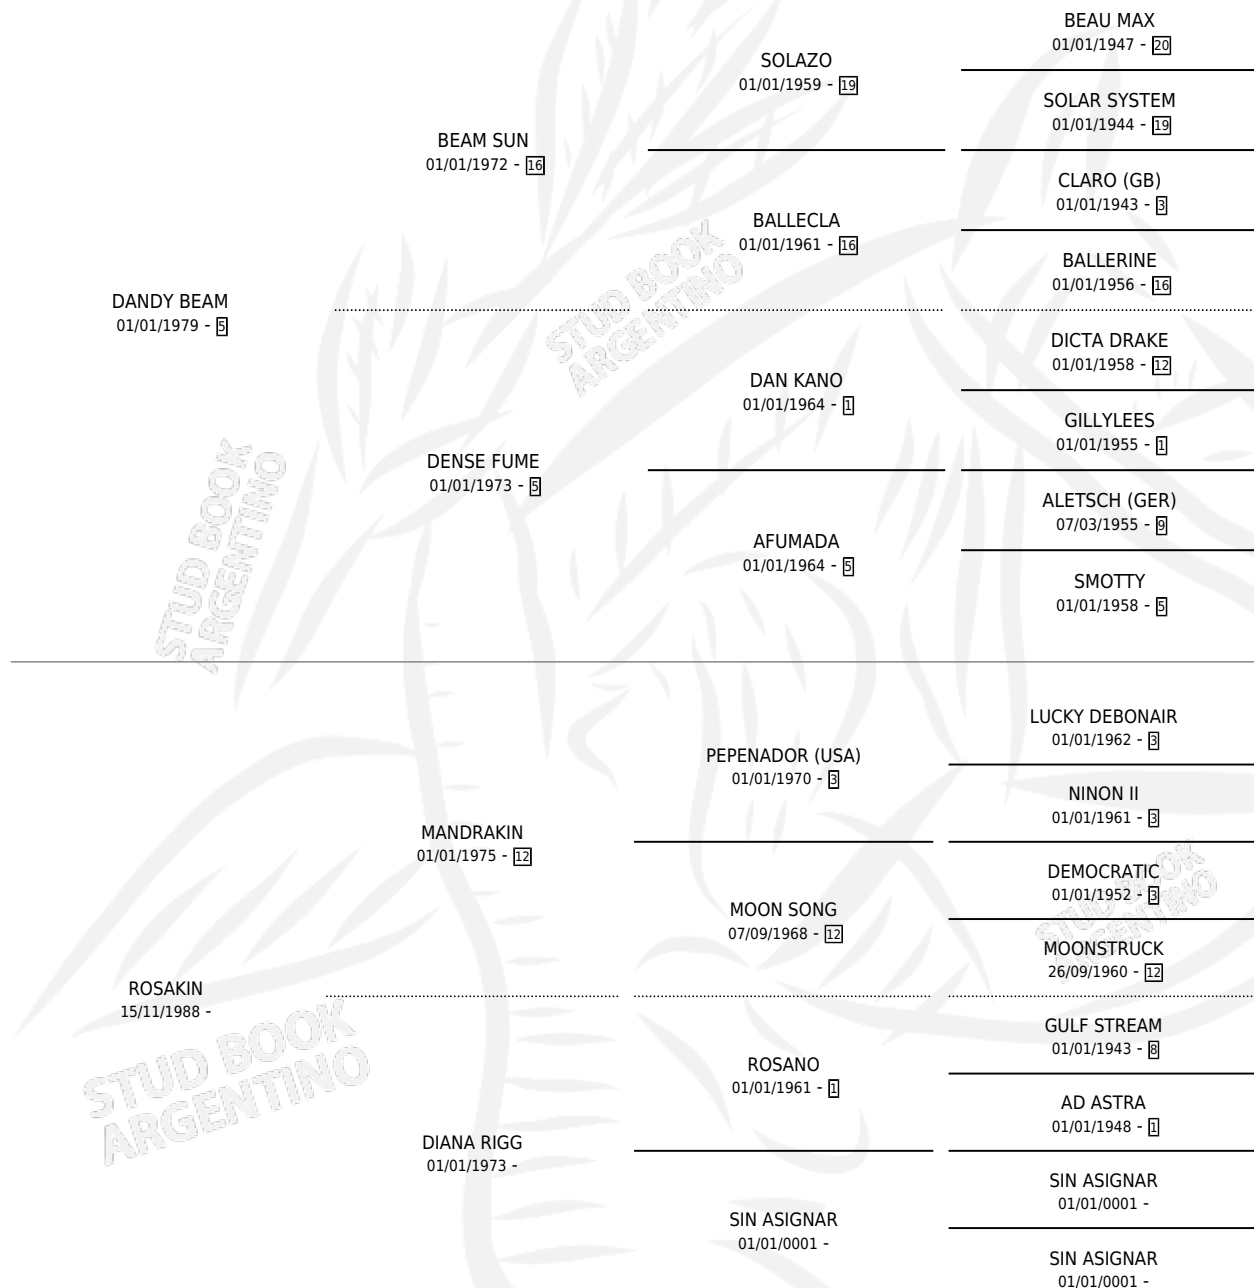 BEAU MAX
01/01/1947 - 20
SOLAZO
01/01/1959 - 19
SOLAR SYSTEM
01/01/1944 - 19
BEAM SUN
01/01/1972 - 16
CLARO (GB)
01/01/1943 - 3
BALLECLA
01/01/1961 - 16
BALLERINE
01/01/1956 - 16
DANDY BEAM
01/01/1979 - 5
DICTA DRAKE
01/01/1958 - 12
DAN KANO
01/01/1964 - 1
GILLYLEES
01/01/1955 - 1
DENSE FUME
01/01/1973 - 5
ALETSCH (GER)
07/03/1955 - 9
AFUMADA
01/01/1964 - 5
SMOTTY
01/01/1958 - 5
LUCKY DEBONAIR
01/01/1962 - 3
PEPENADOR (USA)
01/01/1970 - 3
NINON II
01/01/1961 - 3
MANDRAKIN
01/01/1975 - 12
DEMOCRATIC
01/01/1952 - 3
MOON SONG
07/09/1968 - 12
MOONSTRUCK
26/09/1960 - 12
ROSAKIN
15/11/1988 -
GULF STREAM
01/01/1943 - 8
ROSANO
01/01/1961 - 1
AD ASTRA
01/01/1948 - 1
DIANA RIGG
01/01/1973 -
SIN ASIGNAR
01/01/0001 -
SIN ASIGNAR
01/01/0001 -
SIN ASIGNAR
01/01/0001 -
STUD BOOK
ARGENTINO
STUD BOOK
ARGENTINO
STUD BOOK
ARGENTINO
STUD BOOK
ARGENTINO